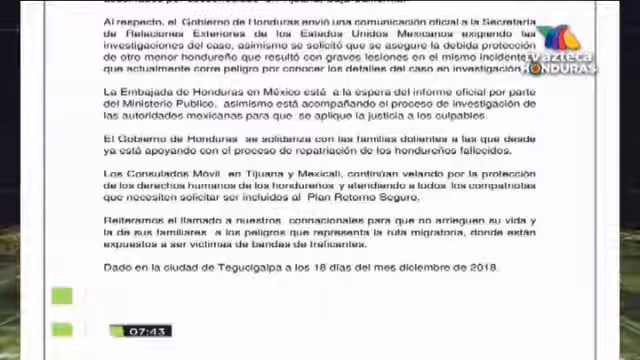 Al respecto, el Gobierno de Honduras envió una comunicación oficial a la Secretaría
de Relaciones Exteriores de los Estados Unidos Mexicanos exigiendo las
investigaciones del caso, asimismo se solicitó que se asegure la debida protección
de otro menor hondureño que resultó con graves lesiones en el mismo incidente
que actualmente corre peligro por conocer los detalles del caso en investigación
tv azteca
HONDURAS
La Embajada de Honduras en México está a la espera del informe oficial por parte
del Ministerio Publico, asimismo está acompañando el proceso de investigación de
las autoridades mexicanas para que se aplique la justicia a los culpables.
El Gobierno de Honduras se solidariza con las familias dolientes a las que desde
ya está apoyando con el proceso de repatriación de los hondureños fallecidos.
Los Consulados Móvil en Tijuana y Mexicali, continúan velando por la protección
de los derechos humanos de los hondureños y atendiendo a todos los compatriotas
que necesiten solicitar ser incluidos al Plan Retorno Seguro.
Reiteramos el llamado a nuestros connacionales para que no arrieguen su vida y
la de sus familiares a los peligros que representa la ruta migratoria, donde están
expuestos a ser víctimas de bandas de traficantes.
Dado en la ciudad de Tegucigalpa a los 18 días del mes diciembre de 2018.
07:43